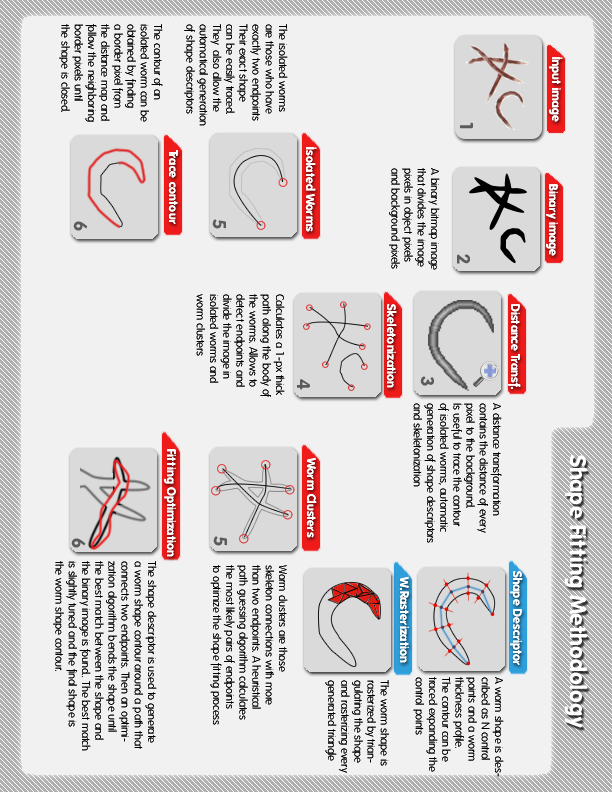 Shape Fitting Methodology
Input image
1
Binary image
2
A binary bitmap image
that divides the image
pixels in object pixels
and background pixels
Distance Transf.
3
A distance transformation
contains the distance of every
pixel to the background.
Is useful to trace the contour
of isolated worms, automatic
generation of shape descriptors
and skeletonization
Shape Descriptor
A worm shape is des-
cribed as N control
points and a worm
thickness profile.
The contour can be
traced expanding the
control points
Skeletonization
4
Calculates a 1-px thick
path along the body of
the worms. Allows to
detect endpoints and
divide the image in
isolated worms and
worm clusters
W.Rasterization
The worm shape is
rasterized by trian-
gulating the shape
and rasterizing every
generated triangle
Isolated Worms
5
The isolated worms
are those who have
exactly two endpoints
Their exact shape
can be easily traced.
They also allow the
automatical generation
of shape descriptors
Worm Clusters
5
Worm clusters are those
skeleton connections with more
than two endpoints. A heuristical
path guessing algorithm calculates
the most likely pairs of endpoints
to optimize the shape fitting process
Trace contour
6
The contour of an
isolated worm can be
obtained by finding
a border pixel from
the distance map and
follow the neighboring
border pixels until
the shape is closed.
Fitting Optimization
6
The shape descriptor is used to generate
a worm shape contour around a path that
connects two endpoints. Then an optimi-
zation algorithm bends the shape until
the best match between the shape and
the binary image is found. The best match
is slightly tuned and the final shape is
the worm shape contour.